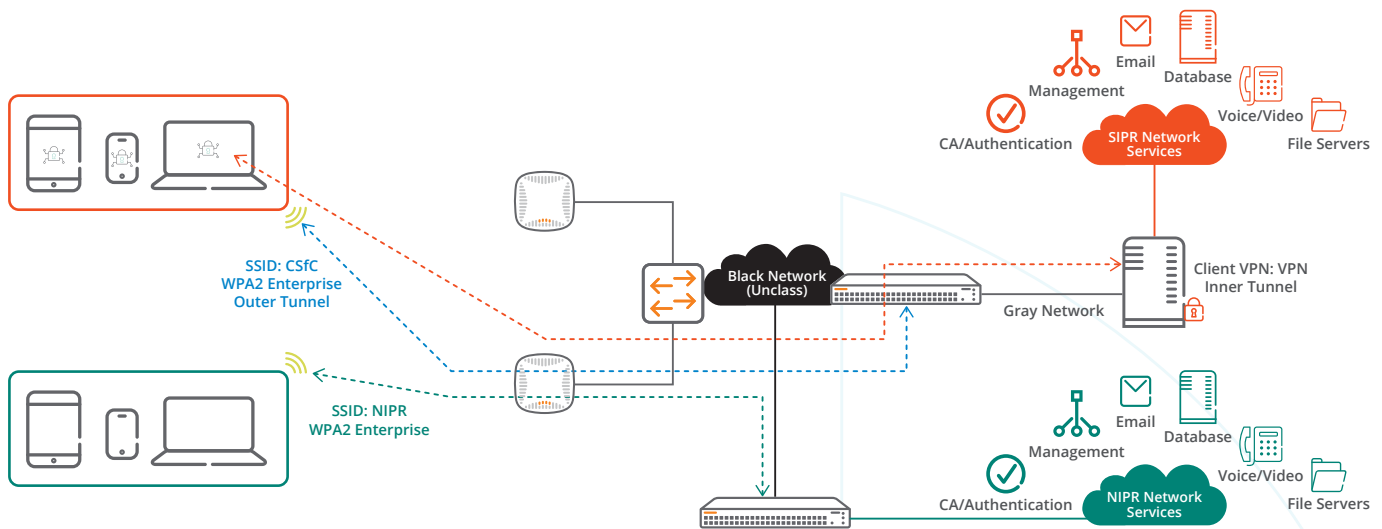 Email
Database
Management
Voice/Video
CA/Authentication
SIPR Network
Services
File Servers
SSID: CSfC
WPA2 Enterprise
Outer Tunnel
Black Network
(Unclass)
Client VPN: VPN
Inner Tunnel
Gray Network
SSID: NIPR
WPA2 Enterprise
Email
Database
Management
Voice/Video
CA/Authentication
NIPR Network
Services
File Servers